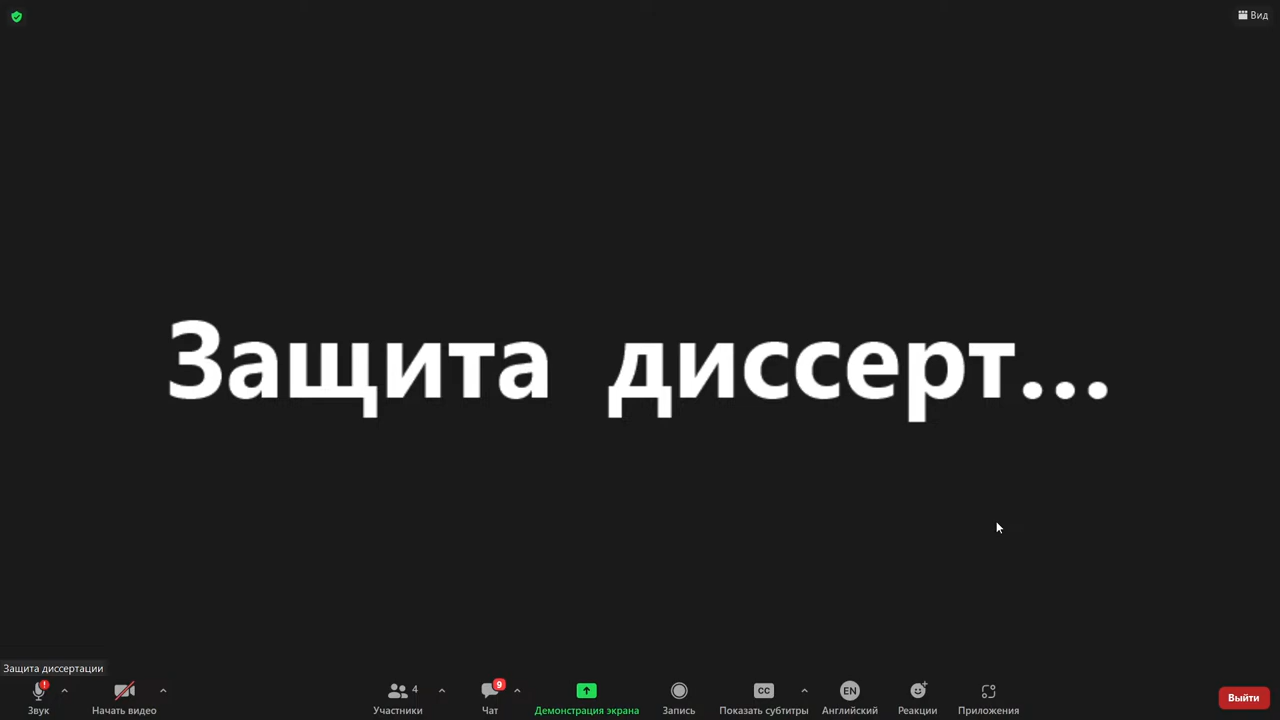 Вид
Защита диссерт...
Защита диссертации
4
9
CC
EN
Звук
Начать видео
Участники
Чат
Демонстрация экрана
Запись
Показать субтитры
Английский
Реакции
Приложения
Выйти